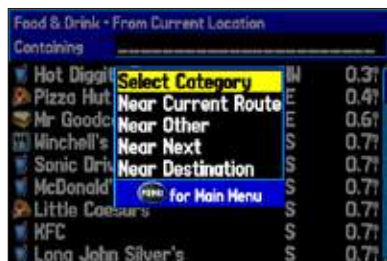 Food & Drink - From Current Location
Containing
Hot Diggit
Select Category
0.3
Pizza Hut
Near Current Route
E
0.4
Mr Goodc
Near Other
E
0.6
Winchell's
Near Next
S
0.7
Sonic Driv
Near Destination
S
0.7
McDonald'
MENU for Main Menu
S
0.7
Little Caesars
S
0.7
KFC
S
0.7
Long John Silver's
S
0.7